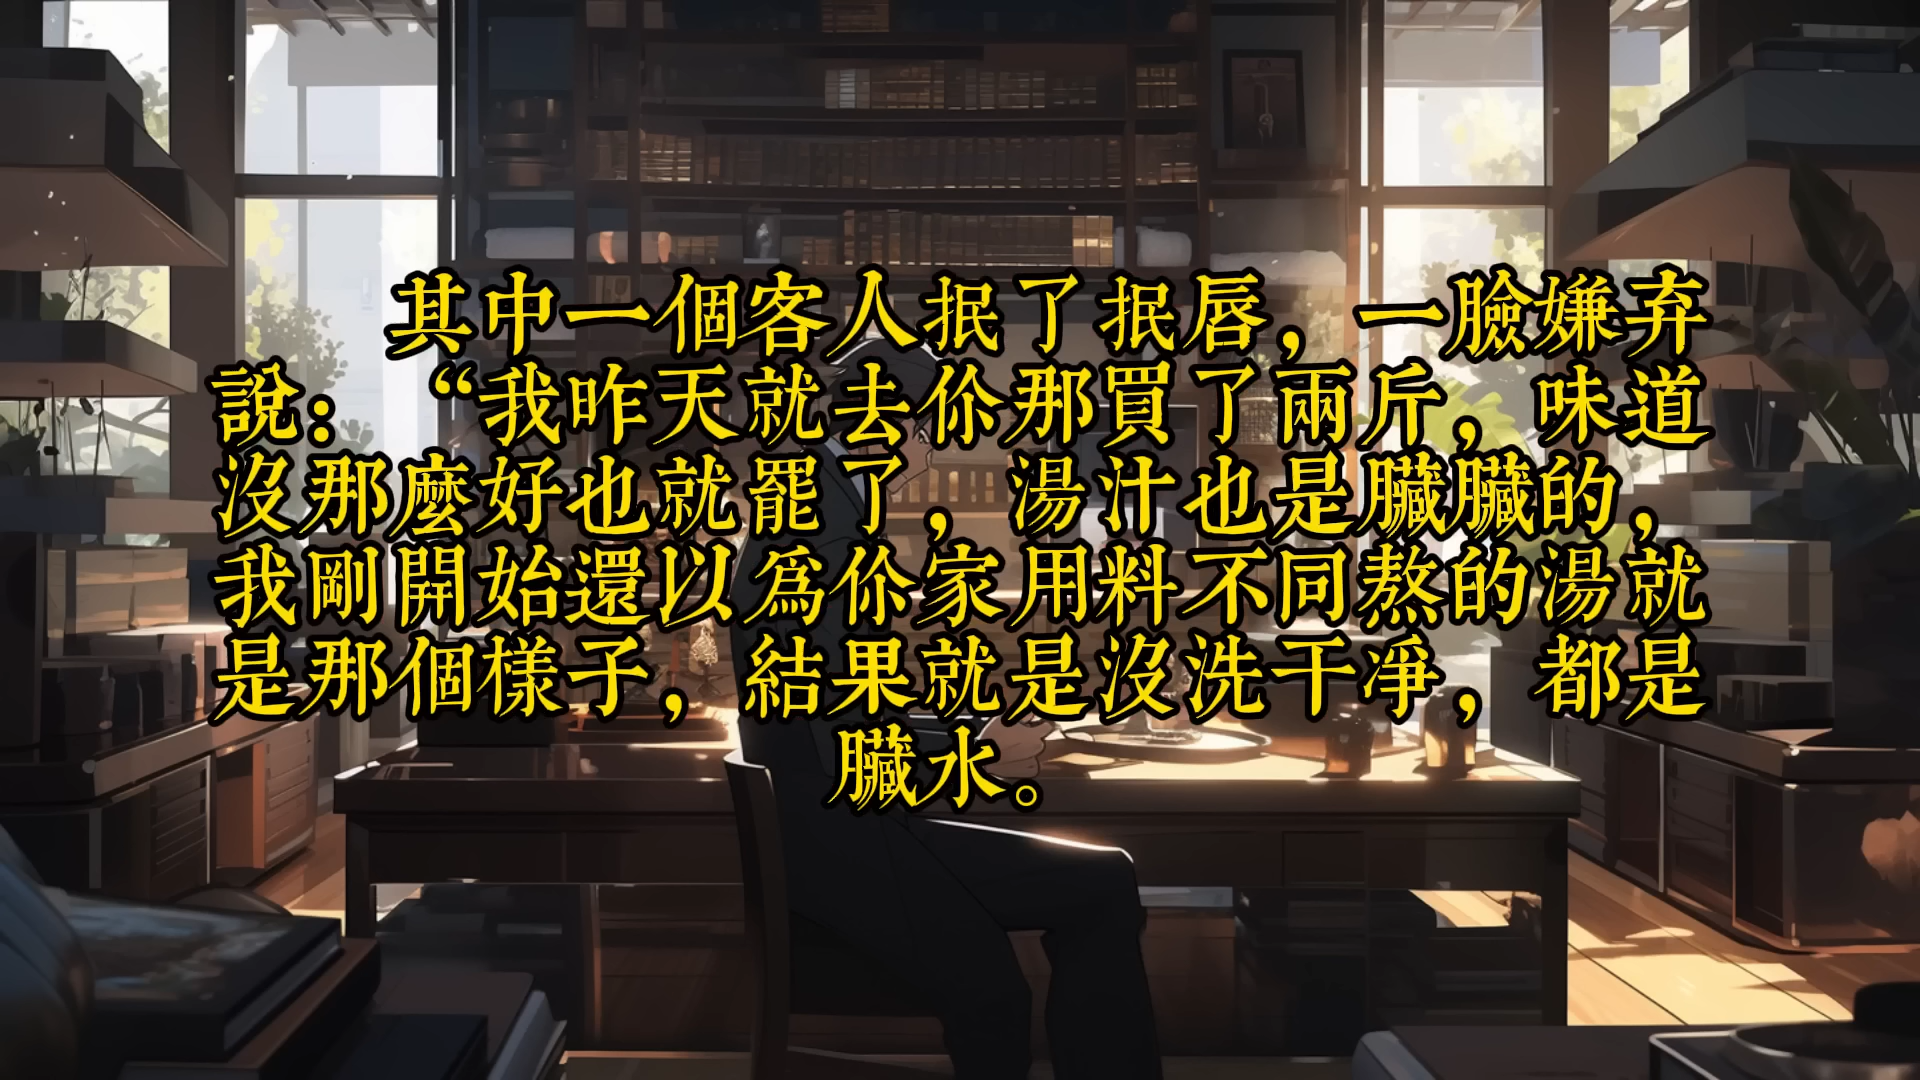 其中一個客人抿了抿唇，一臉嫌弃
說：“我昨天就去你那買了兩斤，味道
沒那麼好也就罷了，湯汁也是臟臟的，
我剛開始還以爲你家用料不同熬的湯就
是那個樣子，結果就是沒洗干凈，都是
臟水。